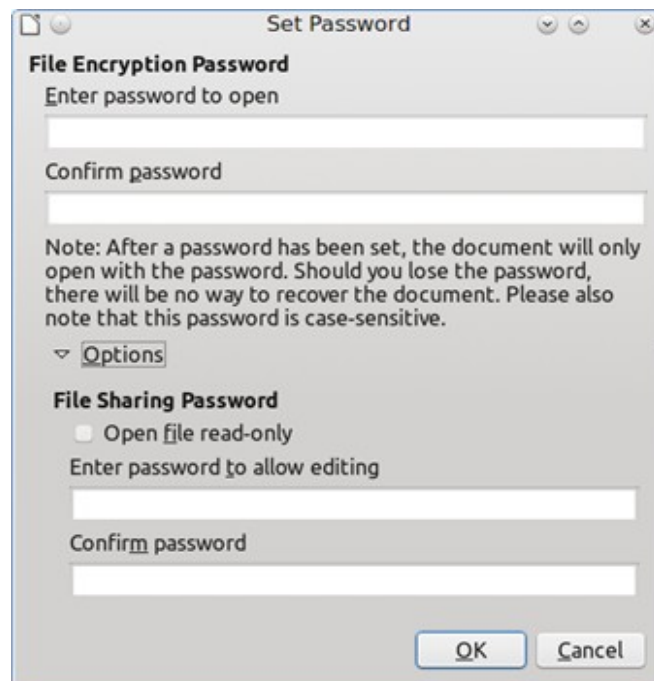 Set Password
File Encryption Password
Enter password to open
Confirm password
Note: After a password has been set, the document will only
open with the password. Should you lose the password,
there will be no way to recover the document. Please also
note that this password is case-sensitive.
Options
File Sharing Password
Open file read-only
Enter password to allow editing
Confirm password
OK Cancel